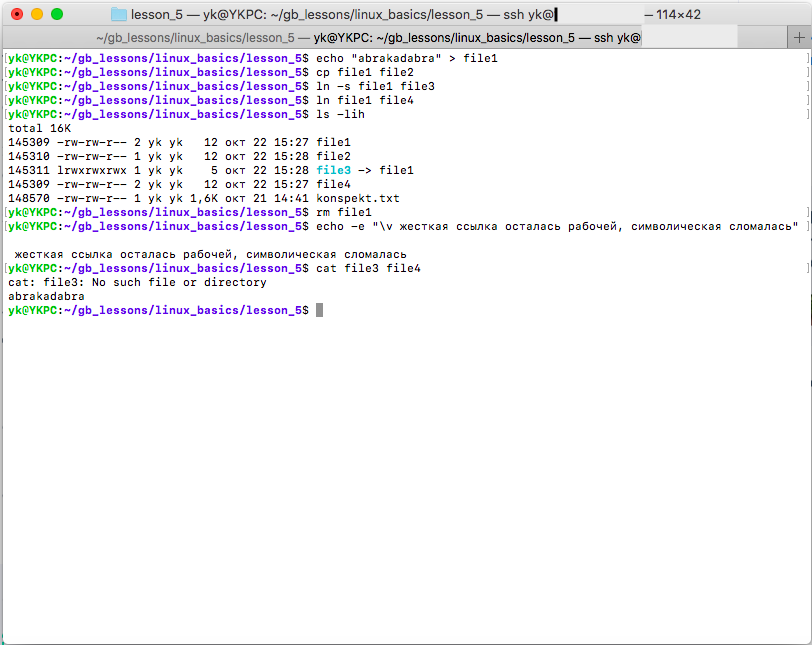 lesson_5 — yk@YKPC: ~/gb_lessons/linux_basics/lesson_5 — ssh yk@ — 114×42
~/gb_lessons/linux_basics/lesson_5 — yk@YKPC: ~/gb_lessons/linux_basics/lesson_5 — ssh yk@ +
[yk@YKPC:~/gb_lessons/linux_basics/lesson_5$ echo "abrakadabra" > file1 ]
[yk@YKPC:~/gb_lessons/linux_basics/lesson_5$ cp file1 file2 ]
[yk@YKPC:~/gb_lessons/linux_basics/lesson_5$ ln -s file1 file3 ]
[yk@YKPC:~/gb_lessons/linux_basics/lesson_5$ ln file1 file4 ]
[yk@YKPC:~/gb_lessons/linux_basics/lesson_5$ ls -lih ]
total 16K
145309 -rw-rw-r-- 2 yk yk   12 окт 22 15:27 file1
145310 -rw-rw-r-- 1 yk yk   12 окт 22 15:28 file2
145311 lrwxrwxrwx 1 yk yk    5 окт 22 15:28 file3 -> file1
145309 -rw-rw-r-- 2 yk yk   12 окт 22 15:27 file4
148570 -rw-rw-r-- 1 yk yk 1,6K окт 21 14:41 konspekt.txt
[yk@YKPC:~/gb_lessons/linux_basics/lesson_5$ rm file1 ]
[yk@YKPC:~/gb_lessons/linux_basics/lesson_5$ echo -e "\v жесткая ссылка осталась рабочей, символическая сломалась" ]
жесткая ссылка осталась рабочей, символическая сломалась
[yk@YKPC:~/gb_lessons/linux_basics/lesson_5$ cat file3 file4 ]
cat: file3: No such file or directory
abrakadabra
yk@YKPC:~/gb_lessons/linux_basics/lesson_5$